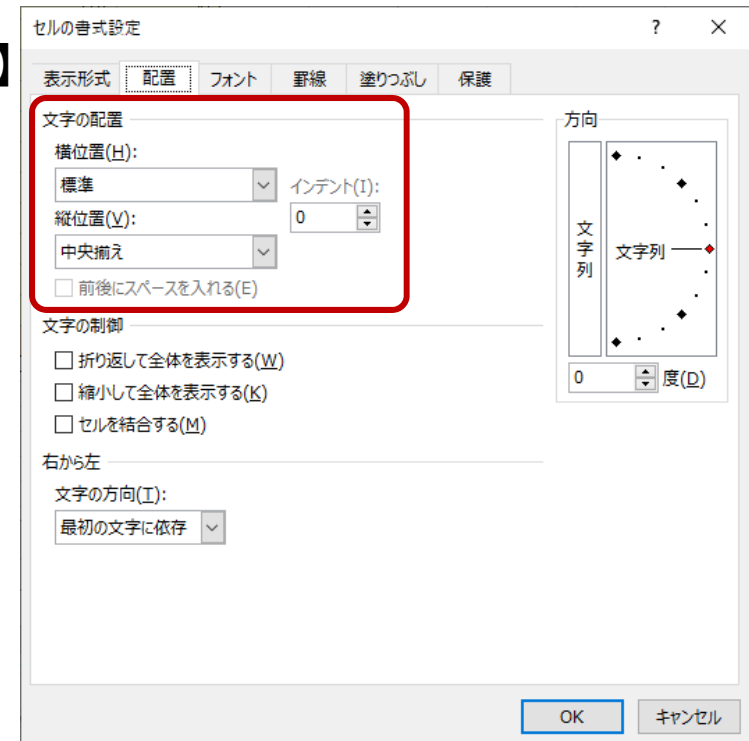 セルの書式設定 ?
】
表示形式 配置 フォント 罫線 塗りつぶし 保護
文字の配置
横位置(H):
標準
インデント(I):
0
縦位置(V):
中央揃え
前後にスペースを入れる(E)
方向
文字列
文字列
0 度(D)
文字の制御
折り返して全体を表示する(W)
縮小して全体を表示する(K)
セルを結合する(M)
右から左
文字の方向(T):
最初の文字に依存
OK キャンセル